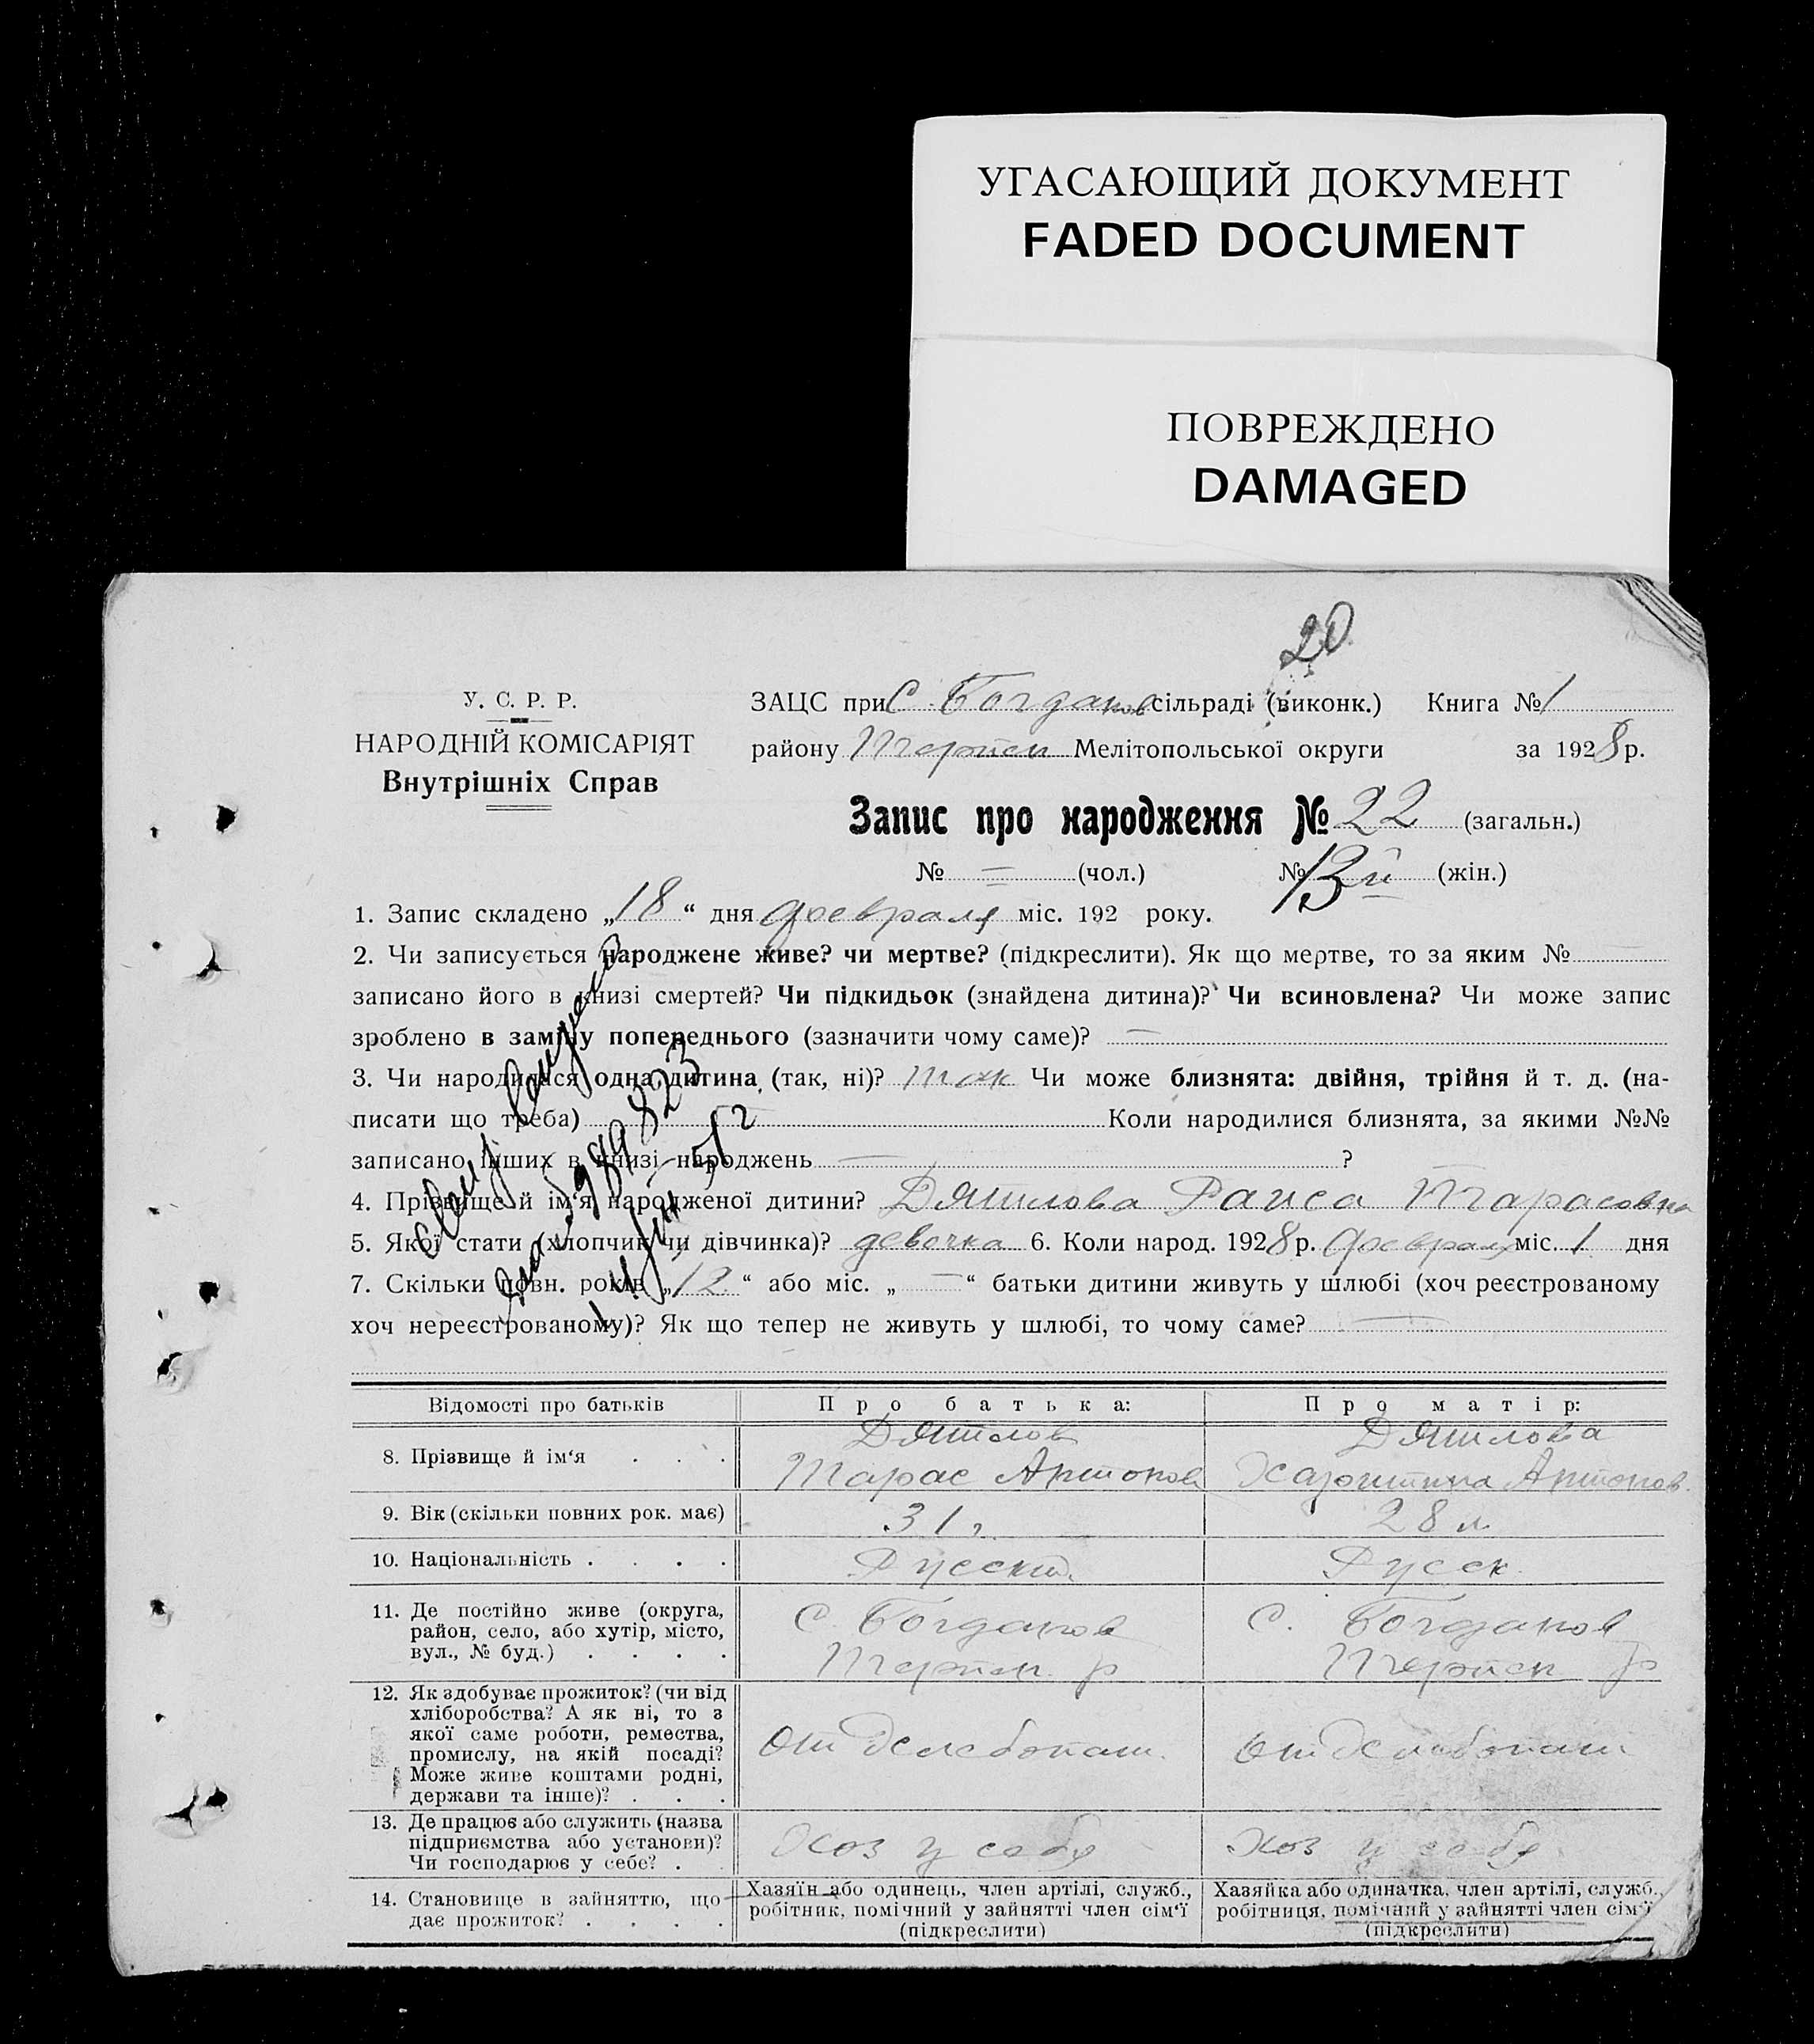 УГАСАЮЩИЙ ДОКУМЕНТ
FADED DOCUMENT
ПОВРЕЖДЕНО
DAMAGED
20
У. С. Р. Р.
НАРОДНІЙ КОМІСАРІЯТ
Внутрішніх Справ
ЗАЦС при С. Богданов сільраді (виконк.) Книга № 1
району Терпен Мелітопольської округи за 1928 р.
Запис про народження № 22 (загальн.)
№ = (чол.) № 13й (жін.)
1. Запис складено „18“ дня февраля міс. 192 року.
2. Чи записується народжене живе? чи мертве? (підкреслити). Як що мертве, то за яким №
записано його в книзі смертей? Чи підкидьок (знайдена дитина)? Чи всиновлена? Чи може запис
зроблено в заміну попереднього (зазначити чому саме)? —
3. Чи народилася одна дитина (так, ні)? так Чи може близнята: двійня, трійня й т. д. (на-
писати що треба) Коли народилися близнята, за якими №№
записано інших в книзі народжень — ?
4. Прізвище й ім‘я народженої дитини? Дятлова Раиса Тарасовна
5. Якої стати (хлопчик чи дівчинка)? девочка 6. Коли народ. 1928 р. февраля міс. 1 дня
7. Скільки повн. років „12“ або міс. „—“ батьки дитини живуть у шлюбі (хоч реєстрованому
хоч нереєстрованому)? Як що тепер не живуть у шлюбі, то чому саме? —
Відомості про батьків Про батька: Про матір:
8. Прізвище й ім‘я . . . Дятлов Дятлова
Тарас Антонов Харитина Антонов.
9. Вік (скільки повних рок. має) 31 г. 28 л.
10. Національність . . . . Русский. Русск.
11. Де постійно живе (округа,
район, село, або хутір, місто,
вул., № буд.) . . . .
С. Богданов С. Богданов
Терпен р Терпен р
12. Як здобуває прожиток? (чи від
хліборобства? А як ні, то з
якої саме роботи, ремества,
промислу, на якій посаді?
Може живе коштами родні,
держави та інше)? . . .
От хлебопаш. От хлебопаш
13. Де працює або служить (назва
підприємства або установи)?
Чи господарює у себе? .
Хоз у себя Хоз у себя
14. Становище в зайняттю, що
дає прожиток? . . . .
Хазяїн або одинець, член артілі, служб.,
робітник, помічний у зайнятті член сім‘ї
(підкреслити)
Хазяйка або одиначка, член артілі, служб.,
робітниця, помічний у зайнятті член сім‘ї
(підкреслити)